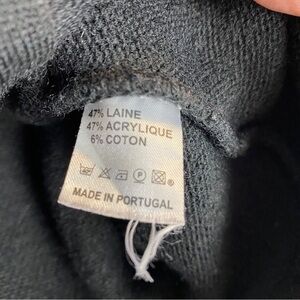 47% LAINE
47% ACRYLIQUE
6% COTON
MADE IN PORTUGAL